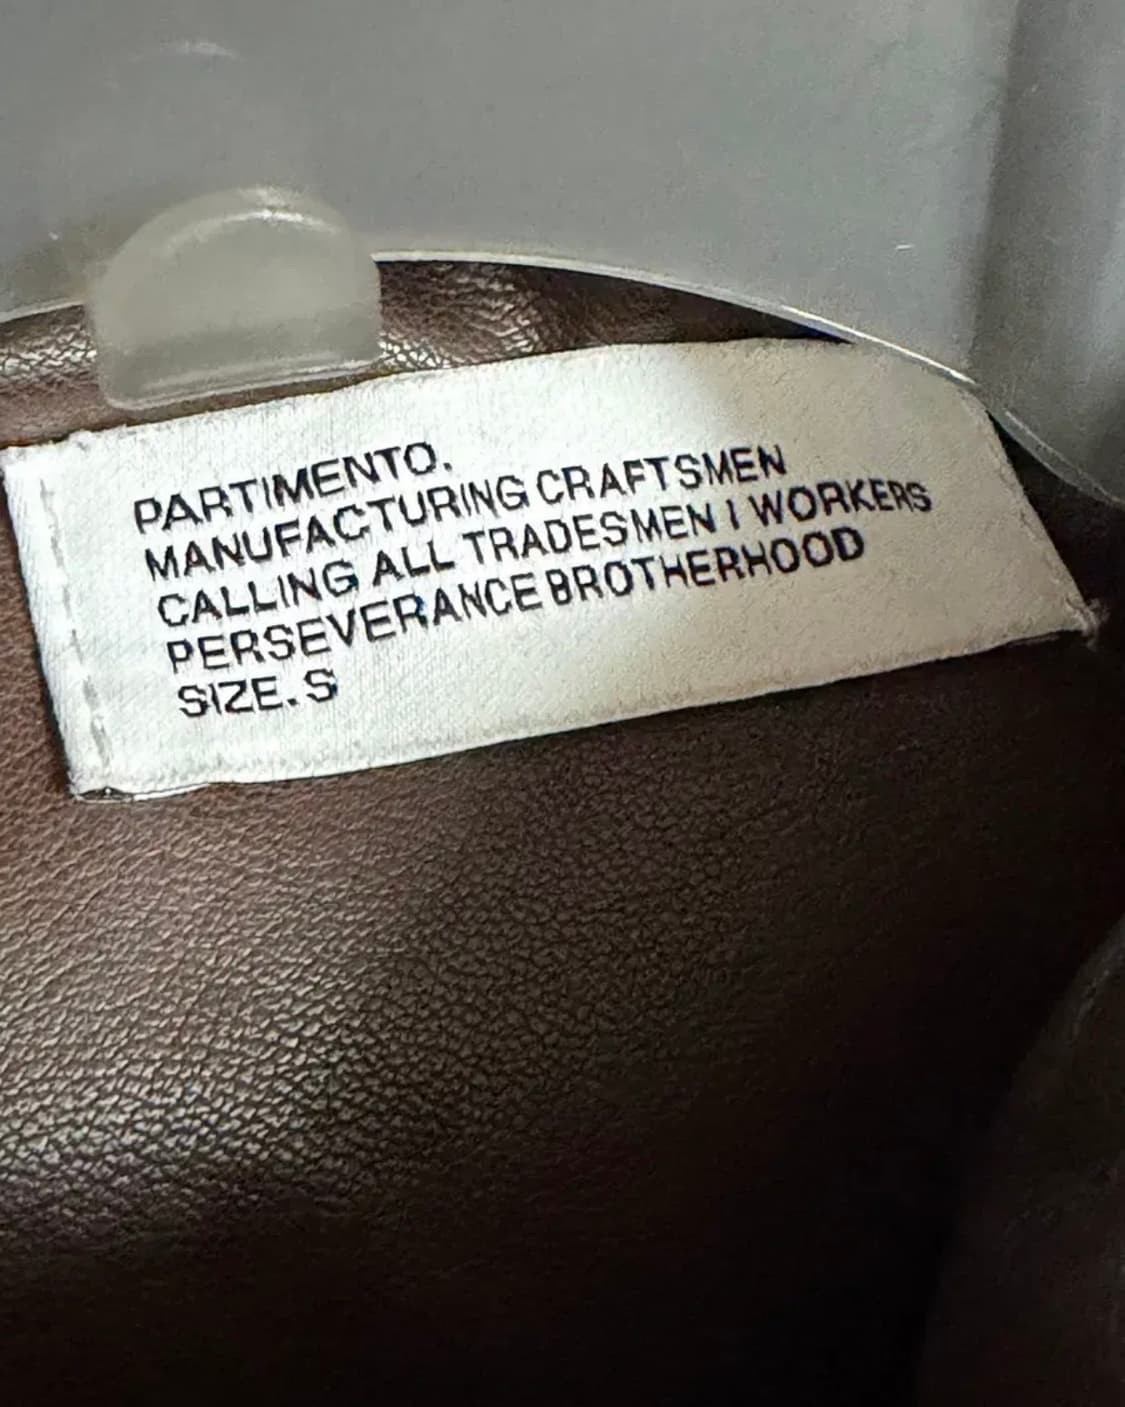 PARTIMENTO.
MANUFACTURING CRAFTSMEN
CALLING ALL TRADESMEN I WORKERS
PERSEVERANCE BROTHERHOOD
SIZE. S